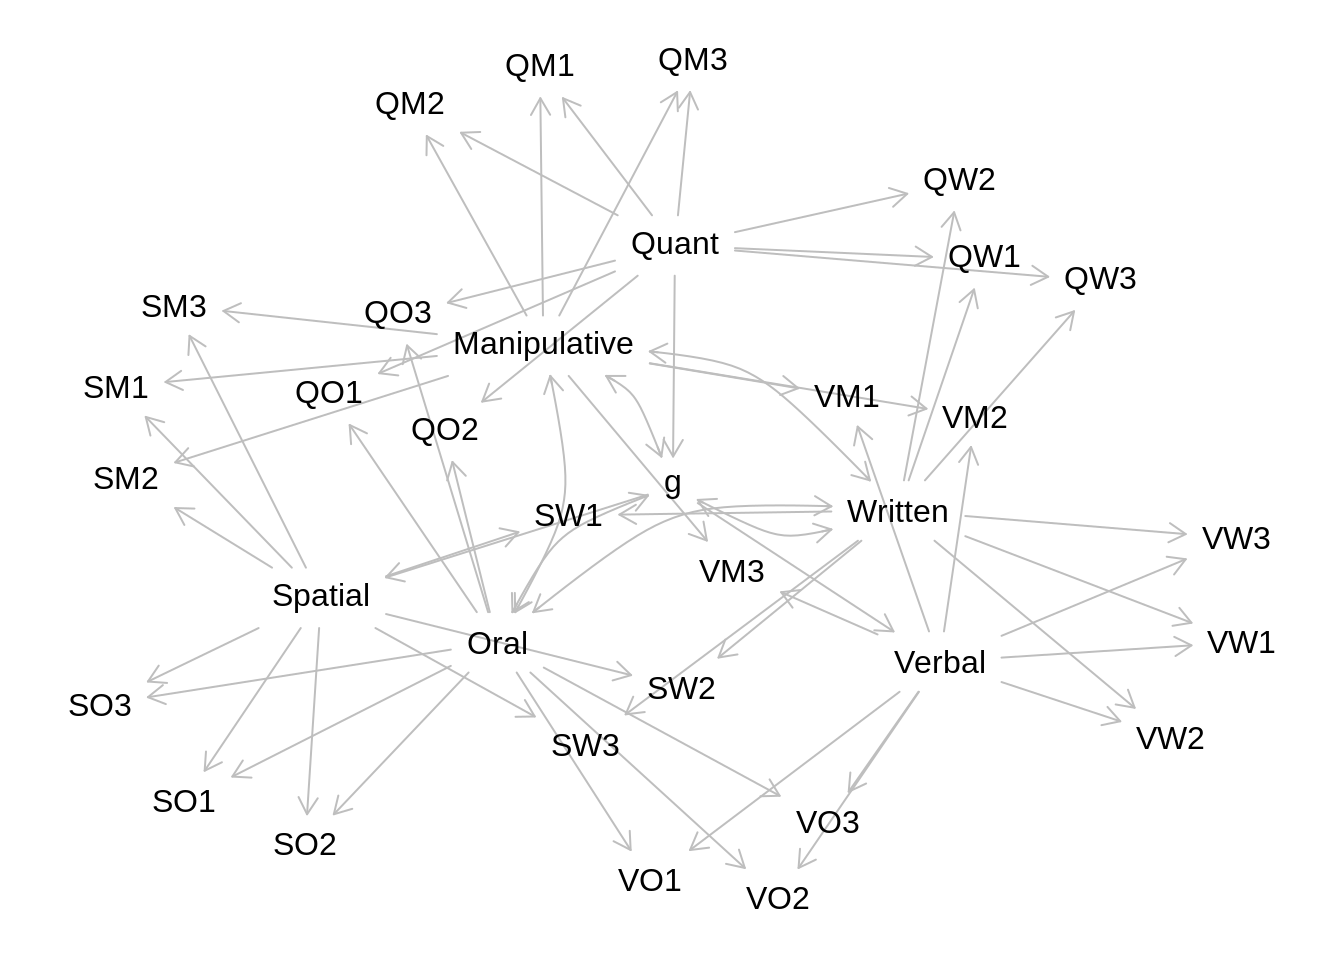 QM1
QM3
QM2
QW2
Quant
QW1
QW3
SM3
QO3
Manipulative
SM1
QO1
VM1
VM2
QO2
SM2
g
SW1
Written
VW3
VM3
Spatial
Oral
VW1
Verbal
SW2
SO3
VW2
SW3
SO1
VO3
SO2
VO1
VO2